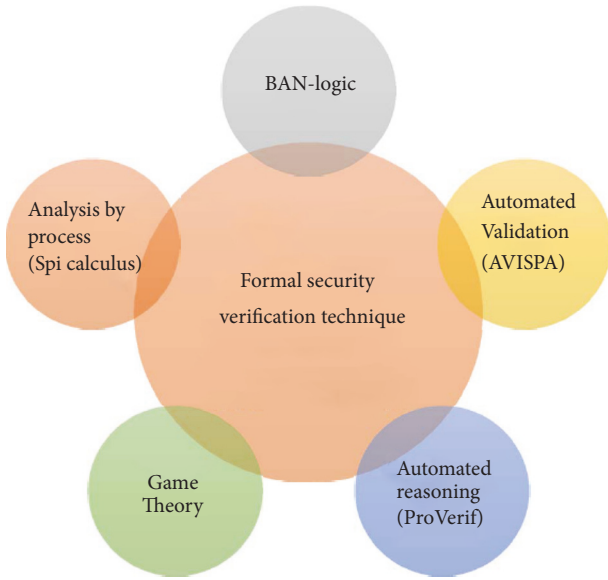 BAN-logic
Analysis by
process
(Spi calculus)
Automated
Validation
(AVISPA)
Formal security
verification technique
Game
Theory
Automated
reasoning
(ProVerif)